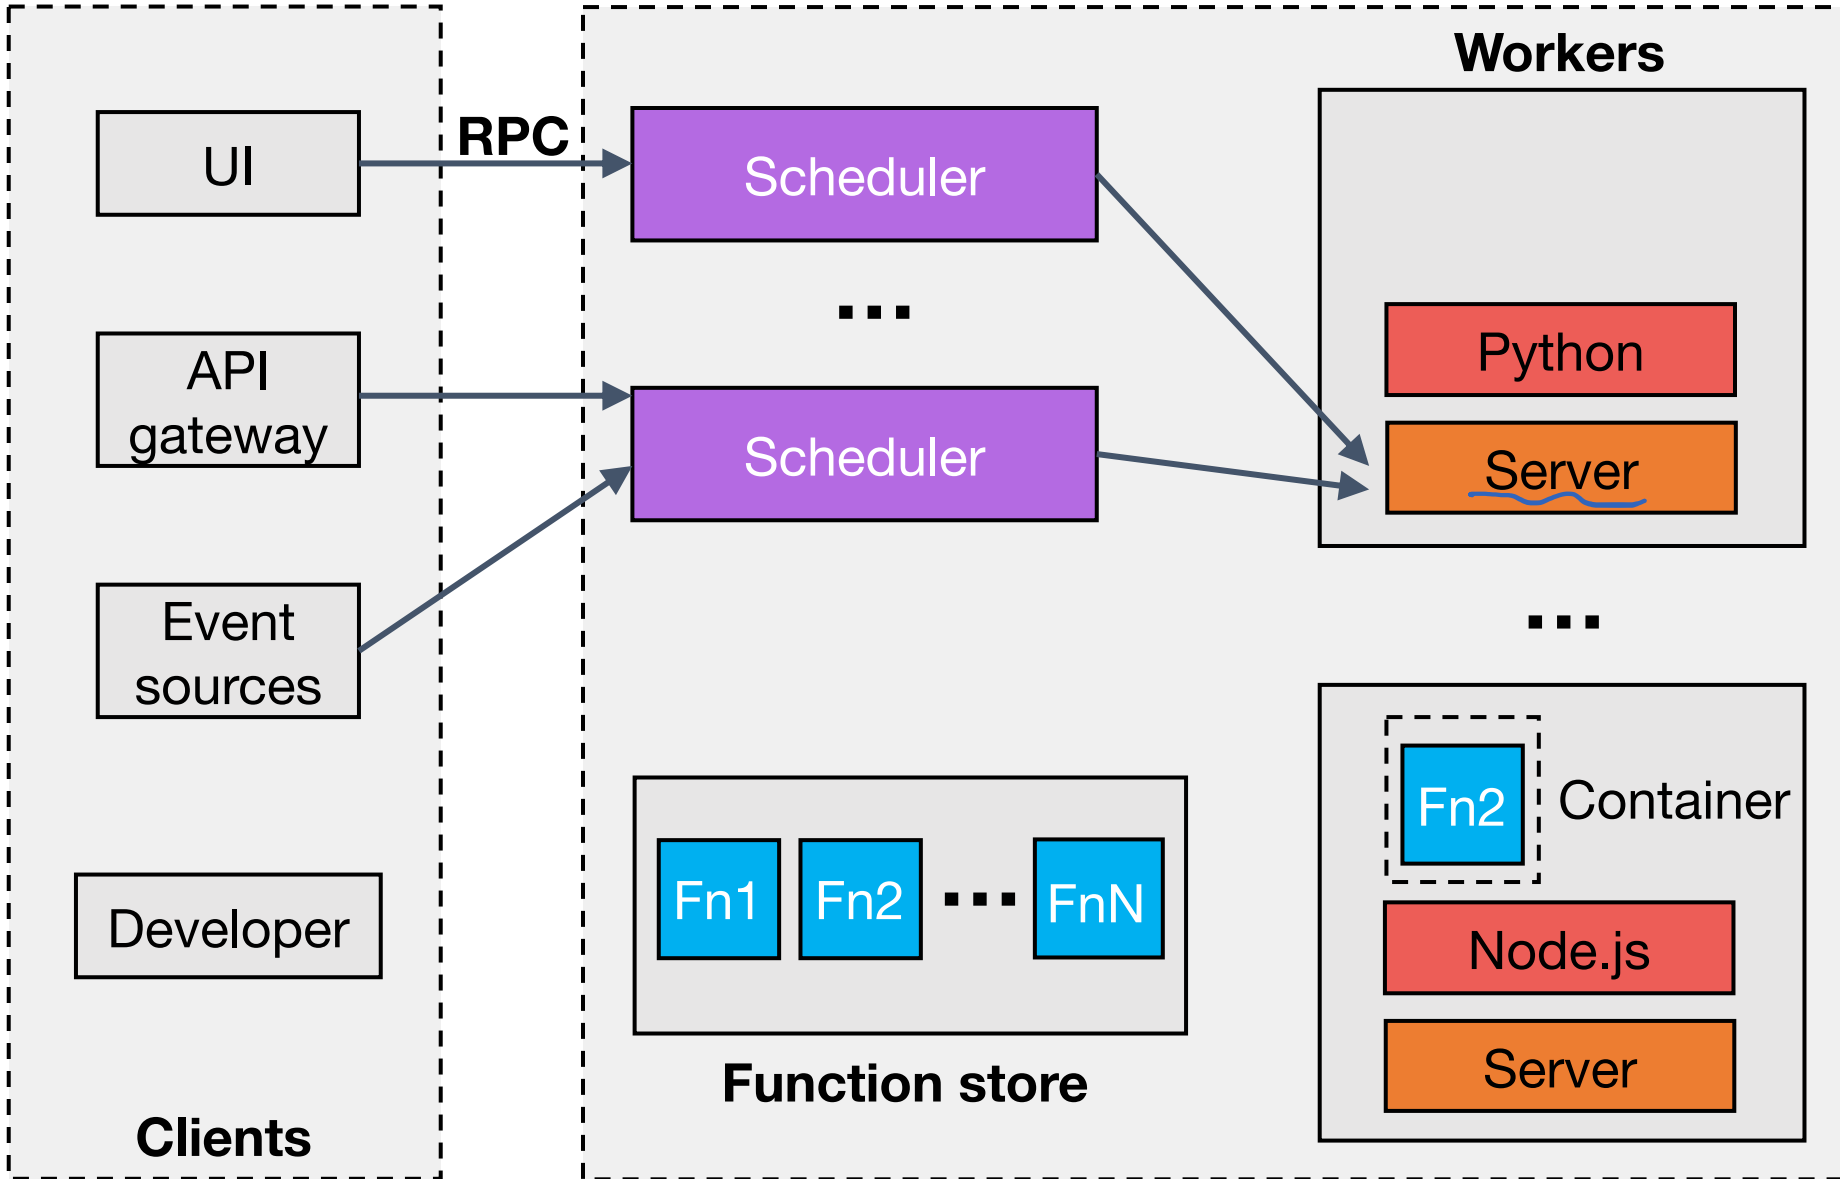 Workers
UI
RPC
Scheduler
...
Python
API
gateway
Scheduler
Server
Event
sources
...
Fn2
Container
Fn1
Fn2
...
FnN
Developer
Node.js
Server
Function store
Clients